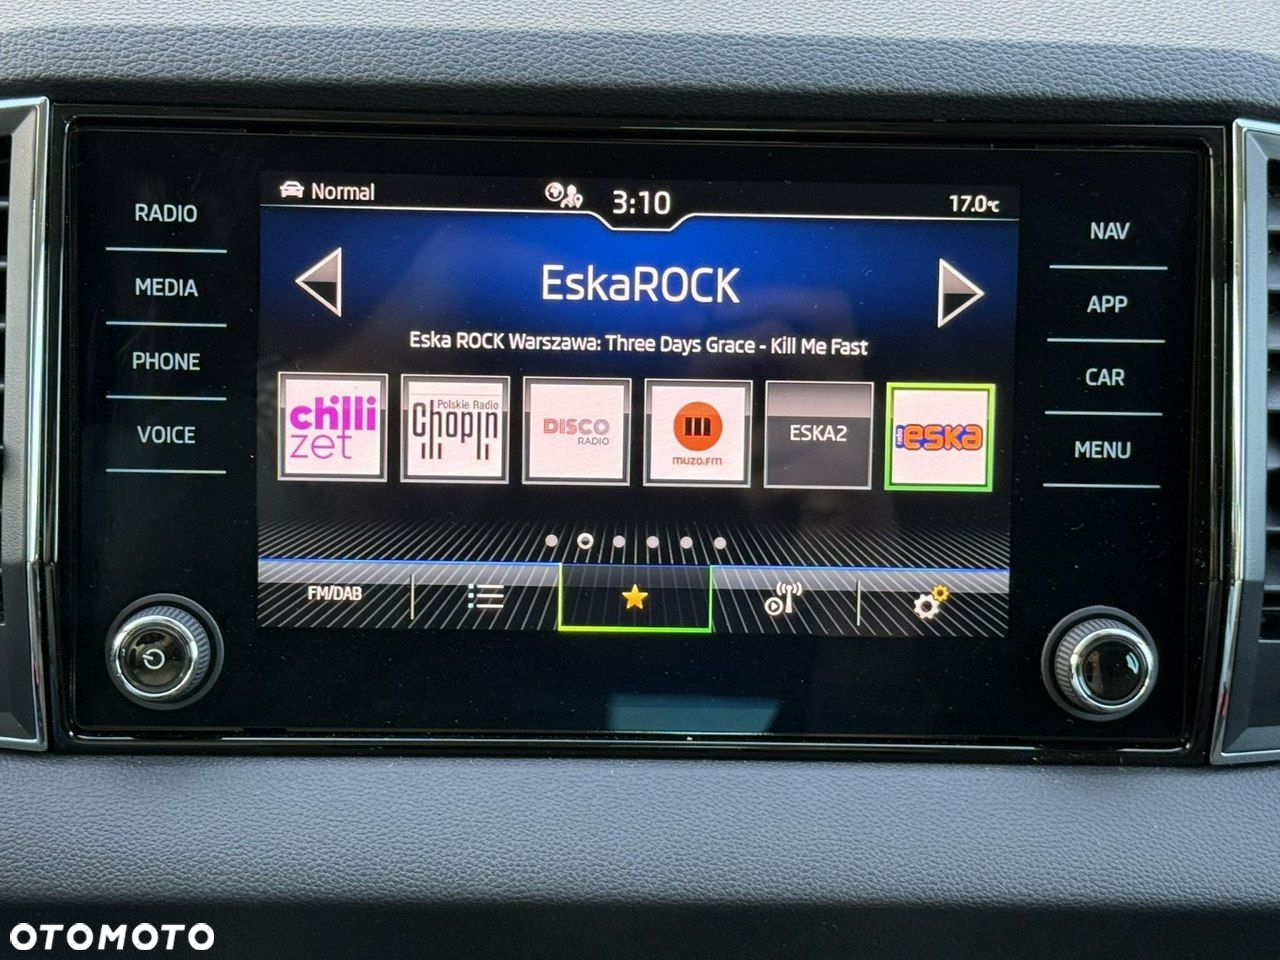 Normal
3:10
17.0°C
RADIO
MEDIA
PHONE
VOICE
NAV
APP
CAR
MENU
EskaROCK
Eska ROCK Warszawa: Three Days Grace - Kill Me Fast
chilli
zet
Polskie Radio
Chopin
DISCO
RADIO
muzo.fm
ESKA2
radio
eska
FM/DAB
OTOMOTO